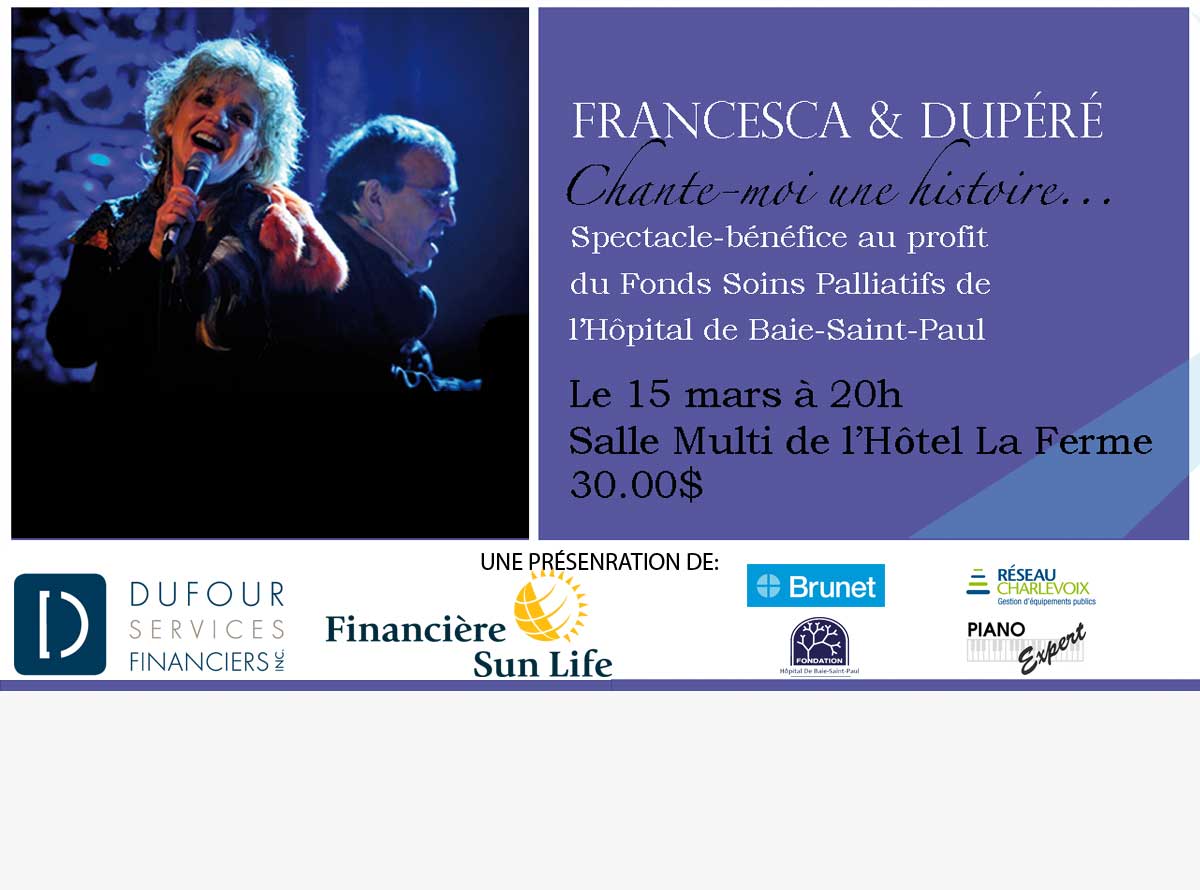 FRANCESCA & DUPÉRÉ
Chante-moi une histoire...
Spectacle-bénéfice au profit
du Fonds Soins Palliatifs de
l'Hôpital de Baie-Saint-Paul
Le 15 mars à 20h
Salle Multi de l'Hôtel La Ferme
30.00$
UNE PRÉSENRATION DE:
DUFOUR
SERVICES
FINANCIERS INC.
Financière
Sun Life
Brunet
FONDATION
Hôpital De Baie-Saint-Paul
RÉSEAU
CHARLEVOIX
Gestion d'équipements publics
PIANO
Expert